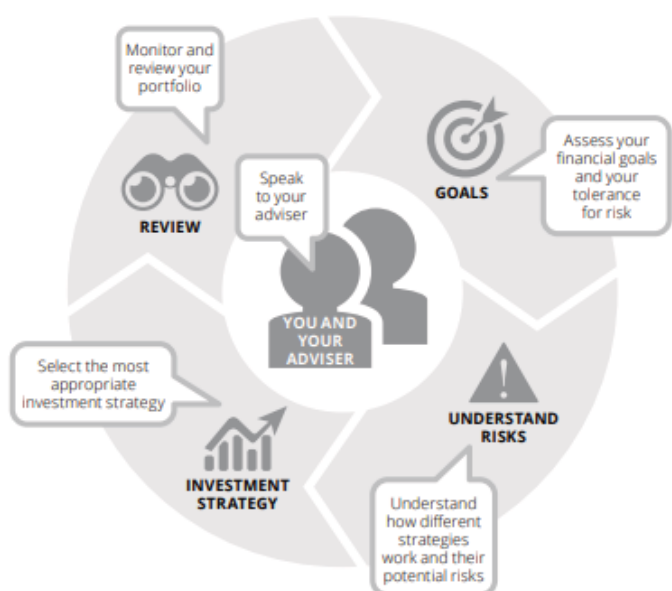 Monitor and
review your
portfolio
REVIEW
Speak
to your
adviser
YOU AND
YOUR
ADVISER
GOALS
Assess your
financial goals
and your
tolerance
for risk
UNDERSTAND
RISKS
Understand
how different
strategies
work and their
potential risks
Select the most
appropriate
investment strategy
INVESTMENT
STRATEGY